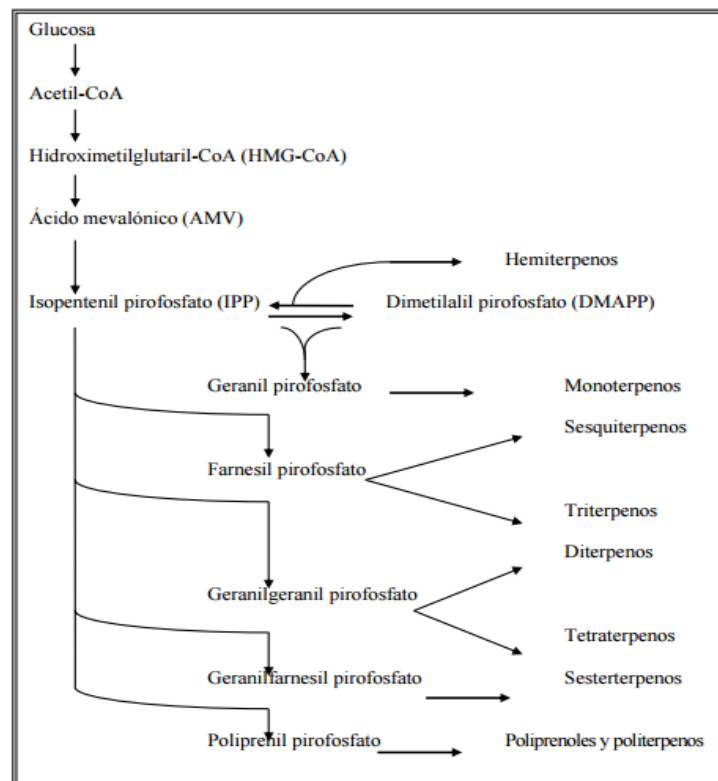 Glucosa
Acetil-CoA
Hidroximetilglutaril-CoA (HMG-CoA)
Ácido mevalónico (AMV)
Hemiterpenos
Isopentenil pirofosfato (IPP)
Dimetilalil pirofosfato (DMAPP)
Geranil pirofosfato
Monoterpenos
Sesquiterpenos
Farnesil pirofosfato
Triterpenos
Diterpenos
Geranilgeranil pirofosfato
Tetraterpenos
Geranilfarnesil pirofosfato
Sesterterpenos
Poliprenil pirofosfato
Poliprenoles y politerpenos